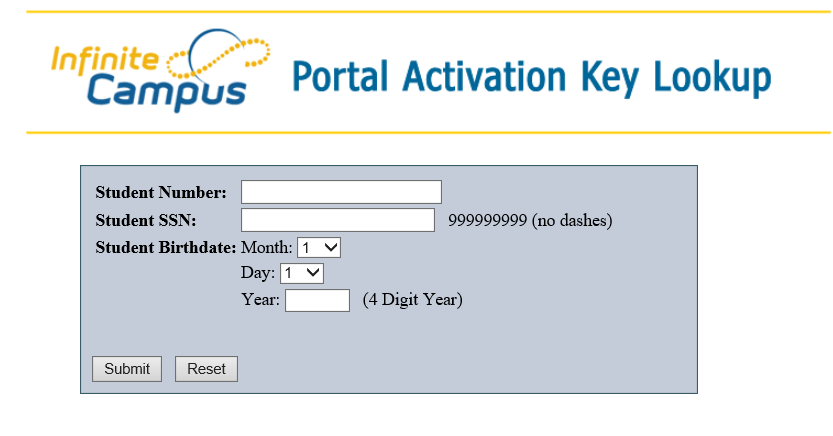 Infinite Campus Portal Activation Key Lookup
Student Number:
Student SSN: 999999999 (no dashes)
Student Birthdate: Month: 1
Day: 1
Year: (4 Digit Year)
Submit Reset